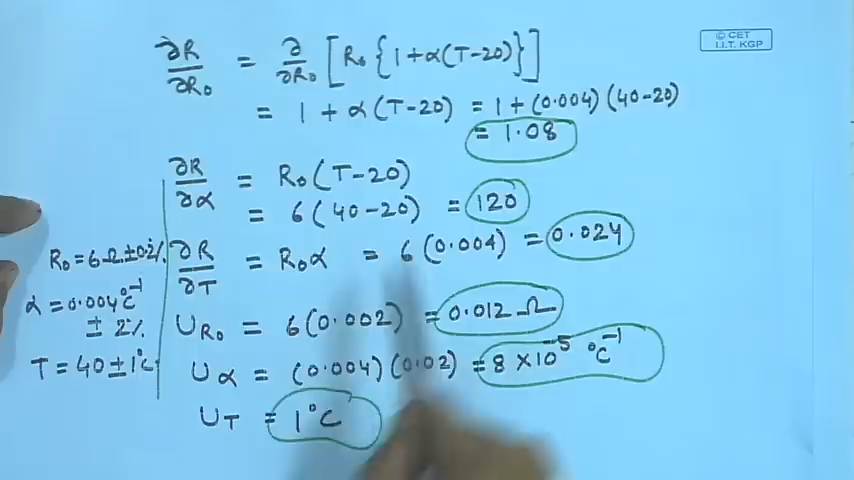 © CET
I.I.T. KGP
∂R/∂R₀ = ∂/∂R₀ [R₀{1+α(T-20)}]
= 1 + α(T-20) = 1+(0.004)(40-20)
= 1.08
∂R/∂α = R₀(T-20)
= 6(40-20) = 120
∂R/∂T = R₀α = 6(0.004) = 0.024
U_R₀ = 6(0.002) = 0.012 Ω
U_α = (0.004)(0.02) = 8×10⁻⁵ °C⁻¹
U_T = 1°C
R₀ = 6Ω ± 0.2%
α = 0.004°C⁻¹
± 2%
T = 40 ± 1°C